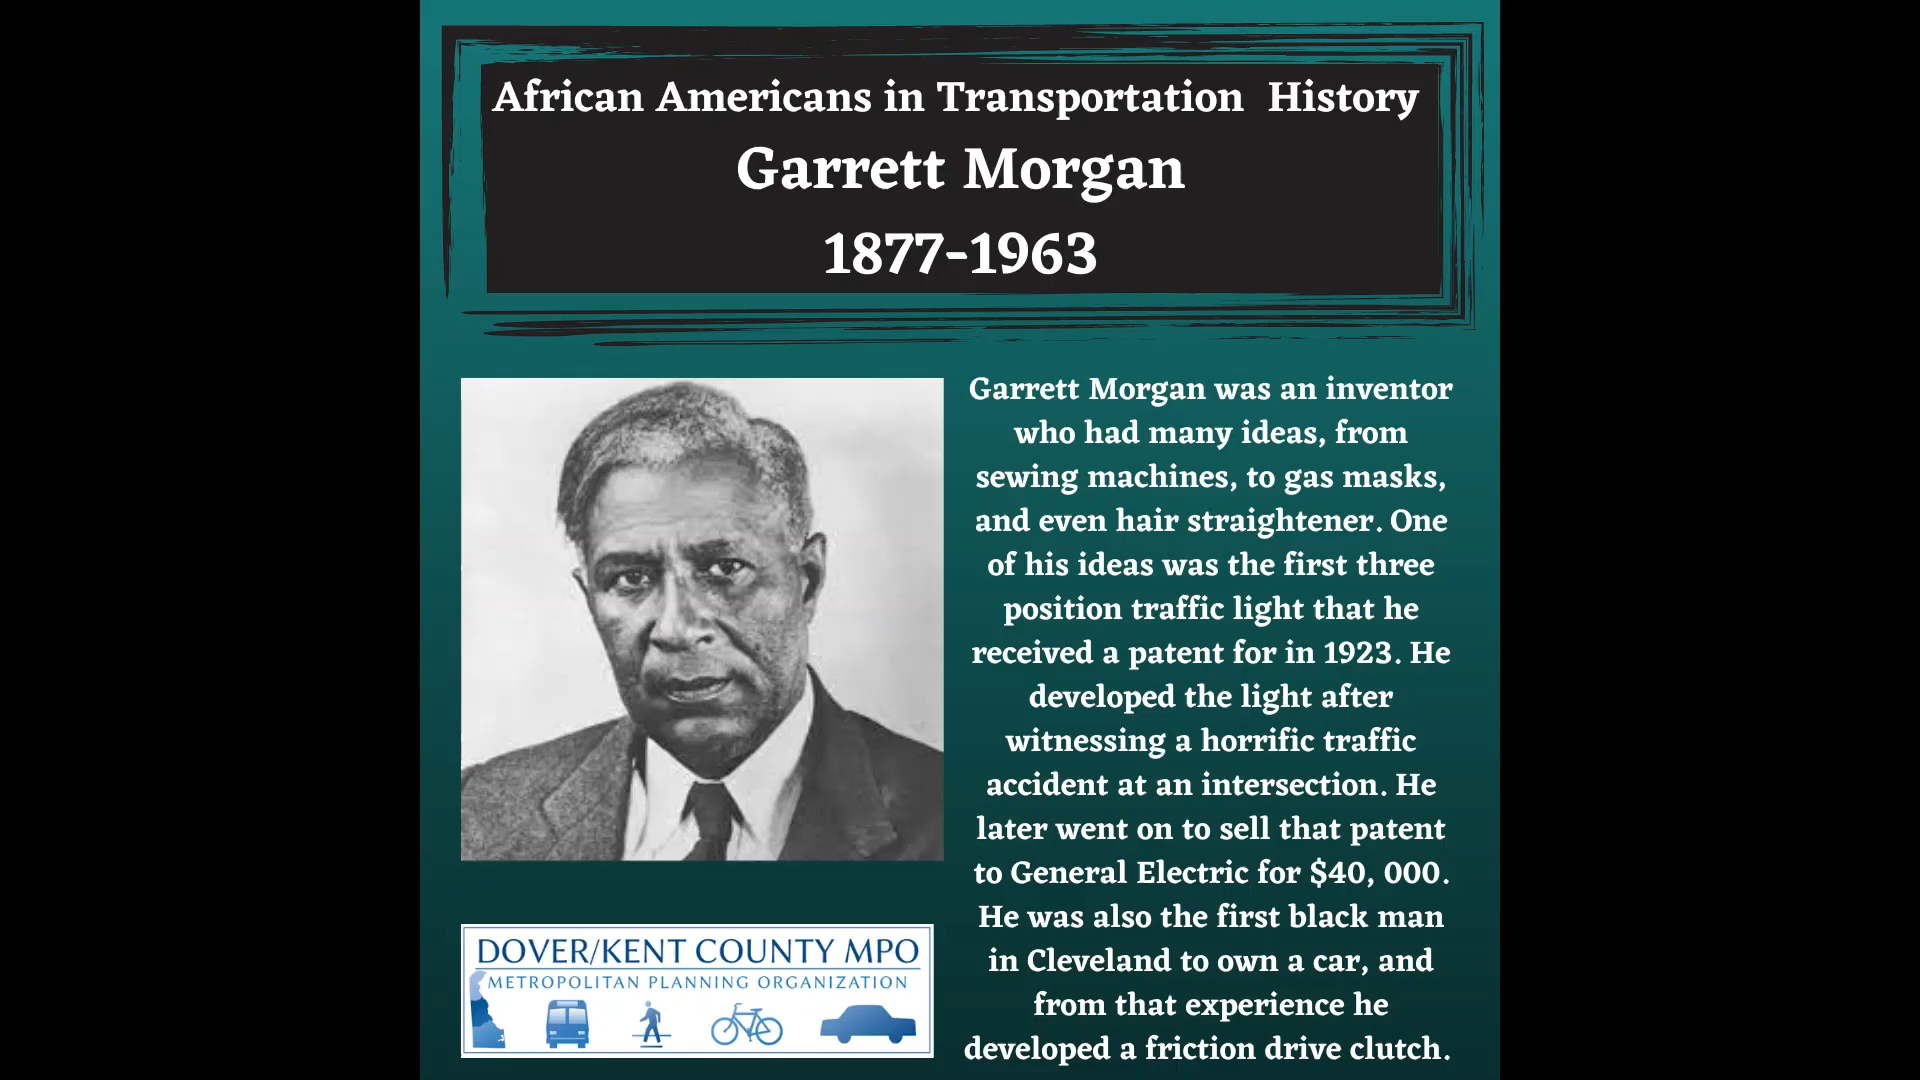 African Americans in Transportation History
Garrett Morgan
1877-1963
Garrett Morgan was an inventor
who had many ideas, from
sewing machines, to gas masks,
and even hair straightener. One
of his ideas was the first three
position traffic light that he
received a patent for in 1923. He
developed the light after
witnessing a horrific traffic
accident at an intersection. He
later went on to sell that patent
to General Electric for $40, 000.
He was also the first black man
in Cleveland to own a car, and
from that experience he
developed a friction drive clutch.
DOVER/KENT COUNTY MPO
METROPOLITAN PLANNING ORGANIZATION